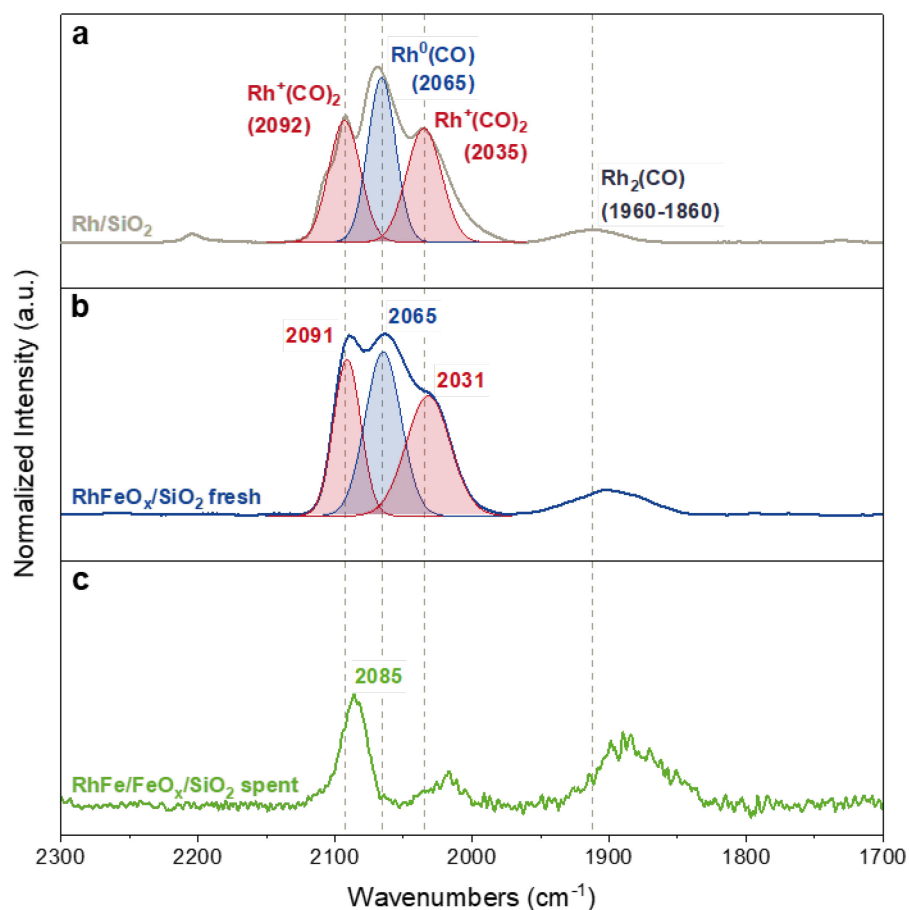 a
Rh⁰(CO)
(2065)
Rh⁺(CO)₂
(2092)
Rh⁺(CO)₂
(2035)
Rh₂(CO)
(1960-1860)
Rh/SiO₂
b
2091
2065
2031
RhFeOₓ/SiO₂ fresh
c
2085
RhFe/FeOₓ/SiO₂ spent
Normalized Intensity (a.u.)
2300 2200 2100 2000 1900 1800 1700
Wavenumbers (cm⁻¹)